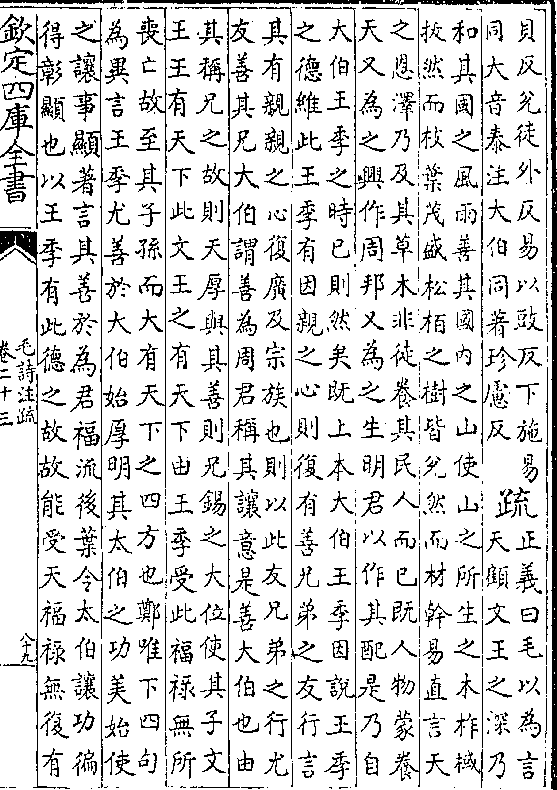 貝反兊徒外反易以豉反下施易
同大音泰注大伯同著珍慮反
疏正義曰毛以為言
天顧文王之深乃
和其國之風雨善其國内之山使山之所生之木柞棫
拔然而枝葉茂盛松栢之樹皆兊然而材幹易直言天
之恩澤乃及其草木非徒養其民人而已既人物蒙養
天又為之興作周邦又為之生明君以作其配是乃自
大伯王季之時已則然矣既上本大伯王季因說王季
之德維此王季有因親之心則復有善兄弟之友行言
其有親親之心復廣及宗族也則以此友兄弟之行尤
友善其兄大伯謂善為周君稱其讓意是善大伯也由
其稱兄之故則天厚與其善則兄錫之大位使其子文
王王有天下此文王之有天下由王季受此福禄無所
喪亡故至其子孫而大有天下之四方也鄭唯下四句
為異言王季尤善於大伯始厚明其太伯之功美始使
之讓事顯著言其善於為君福流後葉令太伯讓功徧
得彰顯也以王季有此德之故故能受天福禄無復有
欽定四庫全書
毛詩注疏
卷二十三
八十九